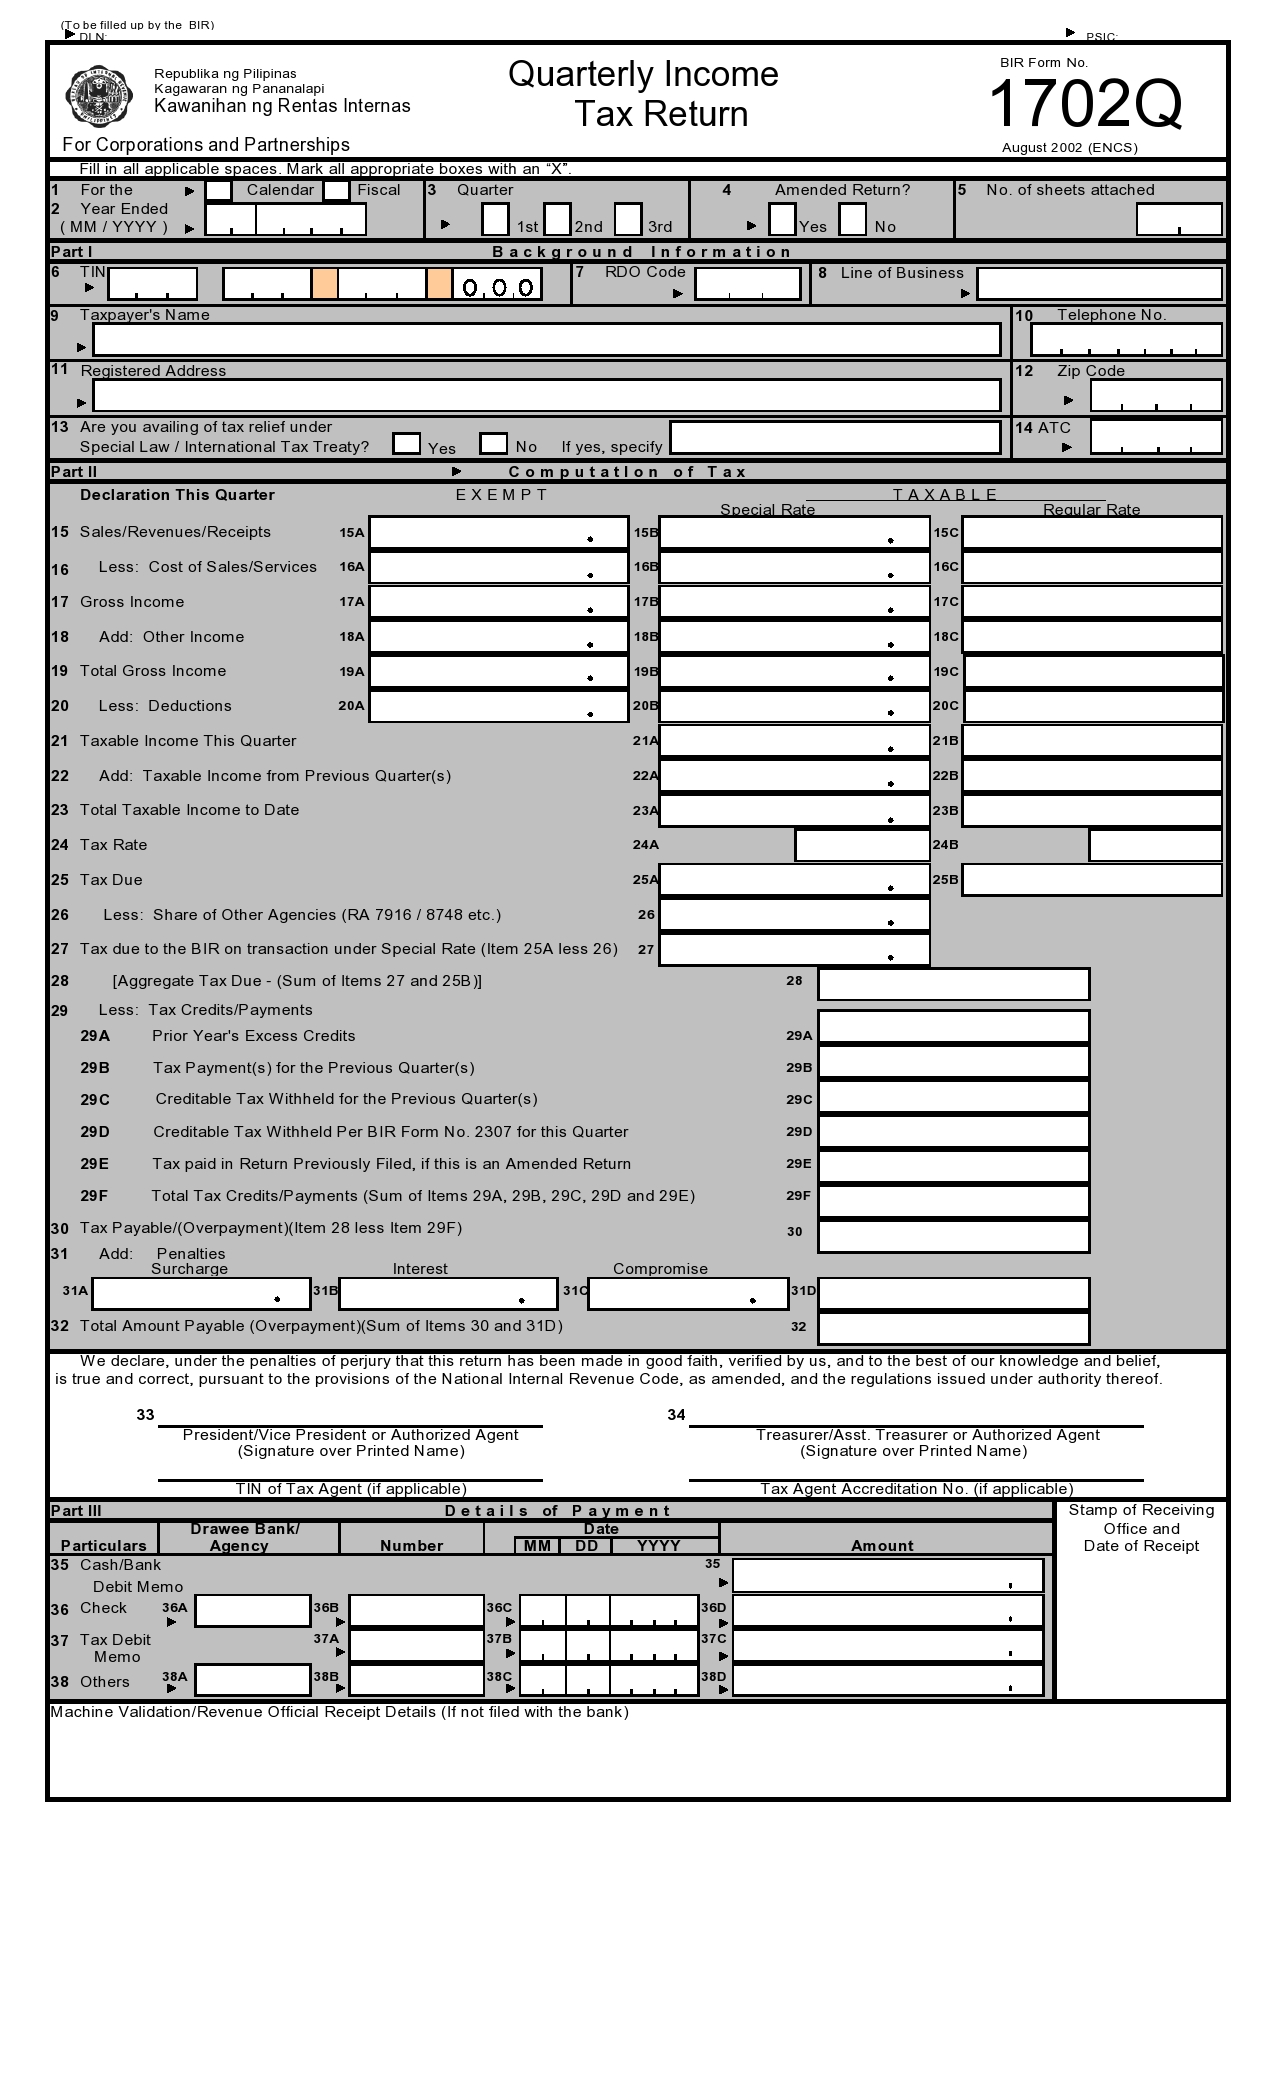 (To be filled up by the BIR)
DLN: PSIC:
Republika ng Pilipinas
Kagawaran ng Pananalapi
Kawanihan ng Rentas Internas
For Corporations and Partnerships
Quarterly Income
Tax Return
BIR Form No.
1702Q
August 2002 (ENCS)
Fill in all applicable spaces. Mark all appropriate boxes with an “X”.
1 For the Calendar Fiscal
2 Year Ended
( MM / YYYY )
3 Quarter
1st 2nd 3rd
4 Amended Return?
Yes No
5 No. of sheets attached
Part I Background Information
6 TIN 0 0 0
7 RDO Code
8 Line of Business
9 Taxpayer's Name
10 Telephone No.
11 Registered Address
12 Zip Code
13 Are you availing of tax relief under
Special Law / International Tax Treaty? Yes No If yes, specify
14 ATC
Part II Computation of Tax
Declaration This Quarter EXEMPT TAXABLE
Special Rate Regular Rate
15 Sales/Revenues/Receipts 15A 15B 15C
16 Less: Cost of Sales/Services 16A 16B 16C
17 Gross Income 17A 17B 17C
18 Add: Other Income 18A 18B 18C
19 Total Gross Income 19A 19B 19C
20 Less: Deductions 20A 20B 20C
21 Taxable Income This Quarter 21A 21B
22 Add: Taxable Income from Previous Quarter(s) 22A 22B
23 Total Taxable Income to Date 23A 23B
24 Tax Rate 24A 24B
25 Tax Due 25A 25B
26 Less: Share of Other Agencies (RA 7916 / 8748 etc.) 26
27 Tax due to the BIR on transaction under Special Rate (Item 25A less 26) 27
28 [Aggregate Tax Due - (Sum of Items 27 and 25B)] 28
29 Less: Tax Credits/Payments
29A Prior Year's Excess Credits 29A
29B Tax Payment(s) for the Previous Quarter(s) 29B
29C Creditable Tax Withheld for the Previous Quarter(s) 29C
29D Creditable Tax Withheld Per BIR Form No. 2307 for this Quarter 29D
29E Tax paid in Return Previously Filed, if this is an Amended Return 29E
29F Total Tax Credits/Payments (Sum of Items 29A, 29B, 29C, 29D and 29E) 29F
30 Tax Payable/(Overpayment)(Item 28 less Item 29F) 30
31 Add: Penalties
Surcharge Interest Compromise
31A 31B 31C 31D
32 Total Amount Payable (Overpayment)(Sum of Items 30 and 31D) 32
We declare, under the penalties of perjury that this return has been made in good faith, verified by us, and to the best of our knowledge and belief,
is true and correct, pursuant to the provisions of the National Internal Revenue Code, as amended, and the regulations issued under authority thereof.
33 34
President/Vice President or Authorized Agent Treasurer/Asst. Treasurer or Authorized Agent
(Signature over Printed Name) (Signature over Printed Name)
TIN of Tax Agent (if applicable) Tax Agent Accreditation No. (if applicable)
Part III Details of Payment
Stamp of Receiving
Office and
Date of Receipt
Drawee Bank/ Date
Particulars Agency Number MM DD YYYY Amount
35 Cash/Bank 35
Debit Memo
36 Check 36A 36B 36C 36D
37 Tax Debit 37A 37B 37C
Memo
38 Others 38A 38B 38C 38D
Machine Validation/Revenue Official Receipt Details (If not filed with the bank)